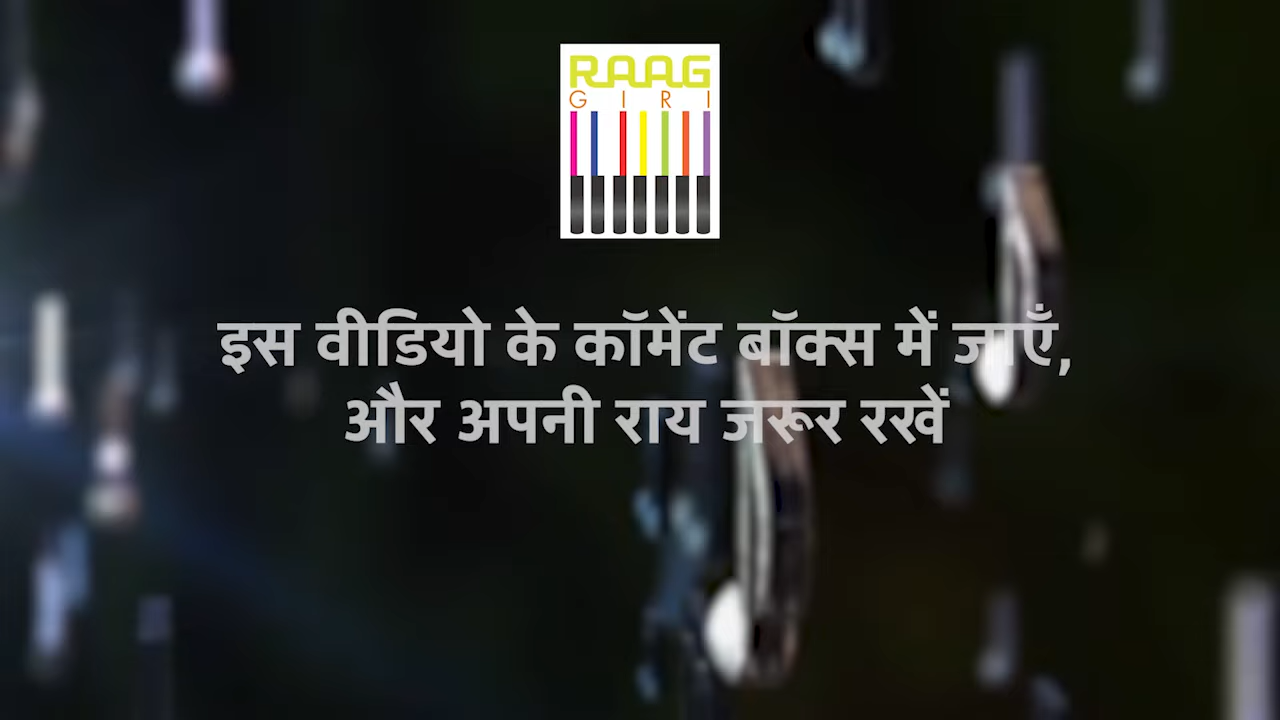 RAAG
GIRI
इस वीडियो के कॉमेंट बॉक्स में जाएँ,
और अपनी राय जरूर रखें